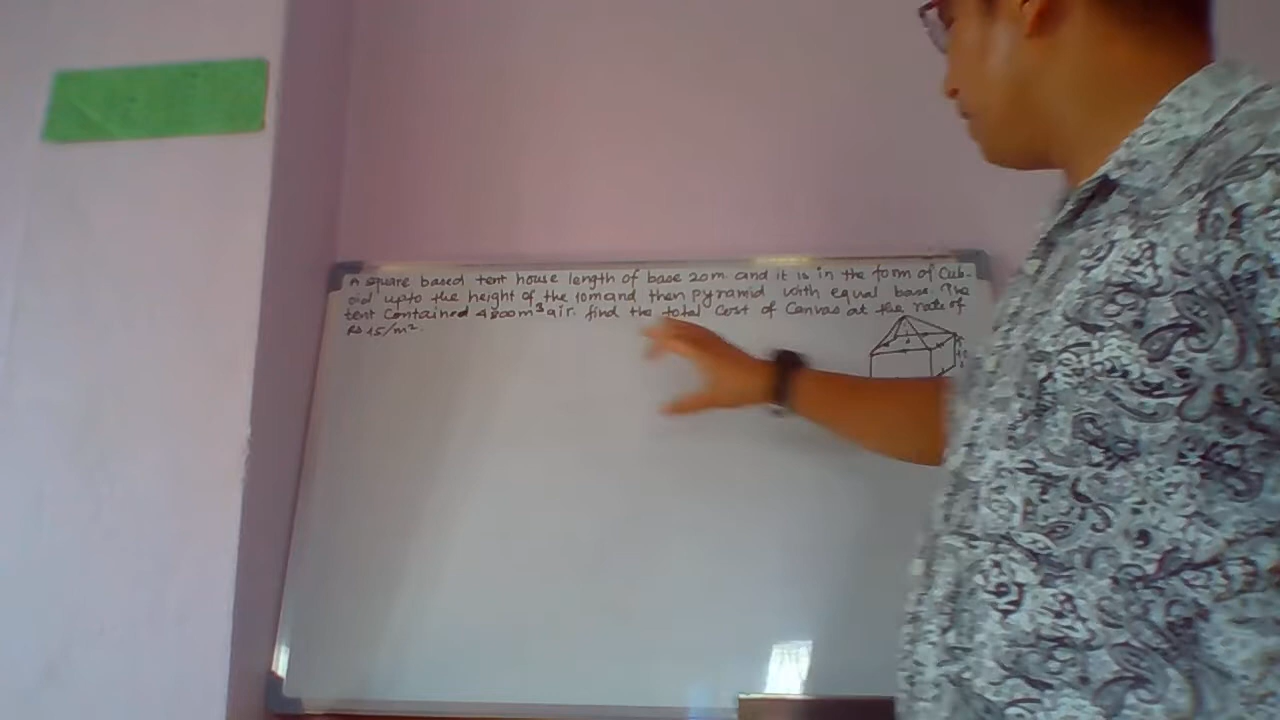 A square based tent house length of base 20m. and it is in the form of Cub-
oid upto the height of the 10m and then pyramid with equal base. The
tent Contained 4800m³ air. find the total Cost of Canvas at the rate of
Rs 15/m².